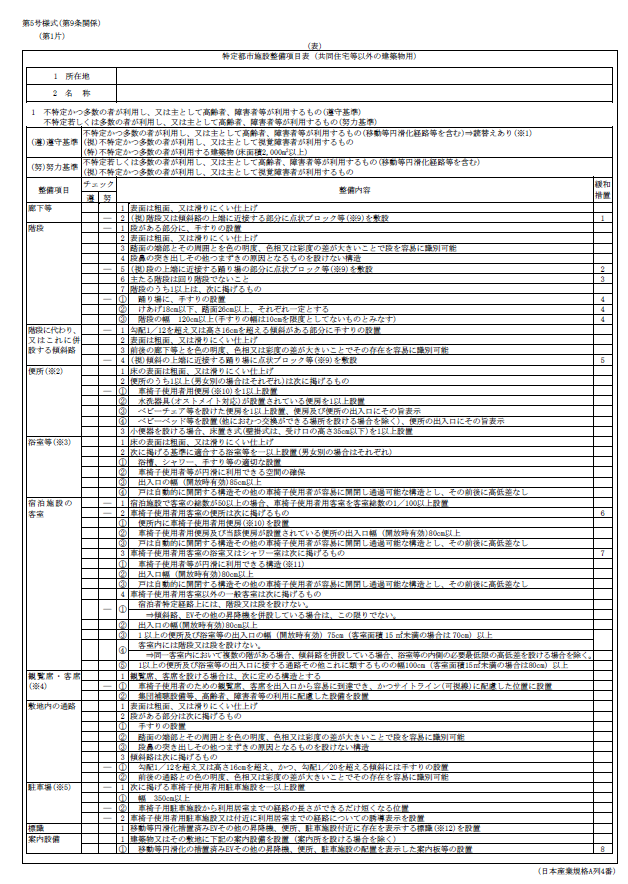 第5号様式(第9条関係)
(第1片)
(表)
特定都市施設整備項目表(共同住宅等以外の建築物用)
1 所在地
2 名 称
1 不特定かつ多数の者が利用し、又は主として高齢者、障害者等が利用するもの(遵守基準)
不特定若しくは多数の者が利用し、又は主として高齢者、障害者等が利用するもの(努力基準)
(遵)遵守基準
不特定かつ多数の者が利用し、又は主として高齢者、障害者等が利用するもの(移動等円滑化経路等を含む)⇒読替えあり(※1)
(視)不特定かつ多数の者が利用し、又は主として視覚障害者が利用するもの
(特)不特定かつ多数の者が利用する建築物(床面積2,000㎡以上)
(努)努力基準
不特定若しくは多数の者が利用し、又は主として高齢者、障害者等が利用するもの(移動等円滑化経路等を含む)
(視)不特定かつ多数の者が利用し、又は主として視覚障害者が利用するもの
整備項目 チェック 整備内容 緩和措置
遵 努
廊下等 1 表面は粗面、又は滑りにくい仕上げ
― 2 (視)階段又は傾斜路の上端に近接する部分に点状ブロック等(※9)を敷設 1
階段 ― 1 段がある部分に、手すりの設置
2 表面は粗面、又は滑りにくい仕上げ
3 踏面の端部とその周囲とを色の明度、色相又は彩度の差が大きいことで段を容易に識別可能
4 段鼻の突き出しその他つまずきの原因となるものを設けない構造
― 5 (視)段の上端に近接する踊り場の部分に点状ブロック等(※9)を敷設 2
6 主たる階段は回り階段でないこと 3
7 階段のうち1以上は、次に掲げるもの
― ① 踊り場に、手すりの設置 4
② けあげ18cm以下、踏面26cm以上、それぞれ一定とする 4
③ 階段の幅 120cm以上(手すりの幅は10cmを限度としてないものとみなす) 4
階段に代わり、又はこれに併設する傾斜路 ― 1 勾配1/12を超え又は高さ16cmを超える傾斜がある部分に手すりの設置
2 表面は粗面、又は滑りにくい仕上げ
3 前後の廊下等とを色の明度、色相又は彩度の差が大きいことでその存在を容易に識別可能
― 4 (視)傾斜の上端に近接する踊り場に点状ブロック等(※9)を敷設 5
便所(※2) 1 床の表面は粗面、又は滑りにくい仕上げ
2 便所のうち1以上(男女別の場合はそれぞれ)は次に掲げるもの
― ① 車椅子使用者用便房(※10)を1以上設置
② 水洗器具(オストメイト対応)が設置されている便房を1以上設置
③ ベビーチェア等を設けた便房を1以上設置、便房及び便所の出入口にその旨表示
④ ベビーベッド等を設置(他におむつ交換ができる場所を設ける場合を除く)、便所の出入口にその旨表示
3 小便器を設ける場合、床置き式(壁掛式は、受け口の高さ35cm以下)を1以上設置
浴室等(※3) 1 床の表面は粗面、又は滑りにくい仕上げ
2 次に掲げる基準に適合する浴室等を一以上設置(男女別の場合はそれぞれ)
① 浴槽、シャワー、手すり等の適切な設置
② 車椅子使用者等が円滑に利用できる空間の確保
③ 出入口の幅(開放時有効)85cm以上
④ 戸は自動的に開閉する構造その他の車椅子使用者が容易に開閉し通過可能な構造とし、その前後に高低差なし
宿泊施設の客室 ― 1 宿泊施設で客室の総数が50以上の場合、車椅子使用者用客室を客室総数の1/100以上設置
― 2 車椅子使用者用客室の便所は次に掲げるもの 6
① 便所内に車椅子使用者用便房(※10)を設置
② 車椅子使用者用便房及び当該便房が設置されている便所の出入口幅(開放時有効)80cm以上
③ 戸は自動的に開閉する構造その他の車椅子使用者が容易に開閉し通過可能な構造とし、その前後に高低差なし
3 車椅子使用者用客室の浴室又はシャワー室は次に掲げるもの 7
① 車椅子使用者等が円滑に利用できる構造(※11)
② 出入口幅(開放時有効)80cm以上
③ 戸は自動的に開閉する構造その他の車椅子使用者が容易に開閉し通過可能な構造とし、その前後に高低差なし
4 車椅子使用者用客室以外の一般客室は次に掲げるもの
― ① 宿泊者特定経路上には、階段又は段を設けない。
⇒傾斜路、EVその他の昇降機を併設している場合は、この限りでない。
② 出入口の幅(開放時有効)80cm以上
③ 1以上の便所及び浴室等の出入口の幅(開放時有効)75cm(客室面積15㎡未満の場合は70cm)以上
④ 客室内には階段又は段を設けない。
⇒同一客室内において複数の階がある場合、傾斜路を併設している場合、浴室等の内側の必要最低限の高低差を設ける場合を除く。
⑤ 1以上の便所及び浴室等の出入口に接する通路その他これに類するものの幅100cm(客室面積15㎡未満の場合は80cm)以上
観覧席・客席(※4) 1 観覧席、客席を設ける場合は、次に定める構造とする
― ① 車椅子使用者のための観覧席、客席を出入口から容易に到達でき、かつサイトライン(可視線)に配慮した位置に設置
② 集団補聴設備等、高齢者、障害者等の利用に配慮した設備を設置
敷地内の通路 1 表面は粗面、又は滑りにくい仕上げ
2 段がある部分は次に掲げるもの
① 手すりの設置
② 踏面の端部とその周囲とを色の明度、色相又は彩度の差が大きいことで段を容易に識別可能
③ 段鼻の突き出しその他つまずきの原因となるものを設けない構造
3 傾斜路は次に掲げるもの
― ① 勾配1/12を超え又は高さ16cmを超え、かつ、勾配1/20を超える傾斜には手すりの設置
② 前後の通路との色の明度、色相又は彩度の差が大きいことでその存在を容易に識別可能
駐車場(※5) ― 1 次に掲げる車椅子使用者用駐車施設を一以上設置
― ① 幅 350cm以上
― ② 車椅子用駐車施設から利用居室までの経路の長さができるだけ短くなる位置
― 2 車椅子使用者用駐車施設又は付近に利用居室までの経路についての誘導表示を設置
標識 1 移動等円滑化措置済みEVその他の昇降機、便所、駐車施設付近に存在を表示する標識(※12)を設置
案内設備 1 建築物又はその敷地に下記の案内設備を設置(案内所を設ける場合を除く)
① 移動等円滑化の措置済みEVその他の昇降機、便所、駐車施設の配置を表示した案内板等の設置 8
(日本産業規格A列4番)